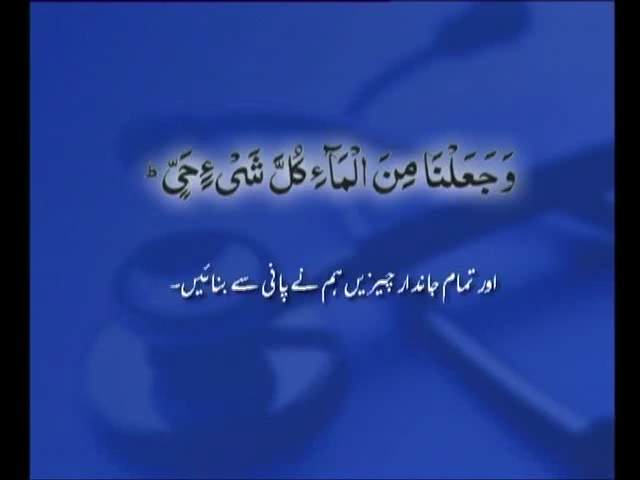 وَجَعَلْنَا مِنَ الْمَآءِ كُلَّ شَىْءٍ حَىٍّ ؕ
اور تمام جاندار چیزیں ہم نے پانی سے بنائیں۔